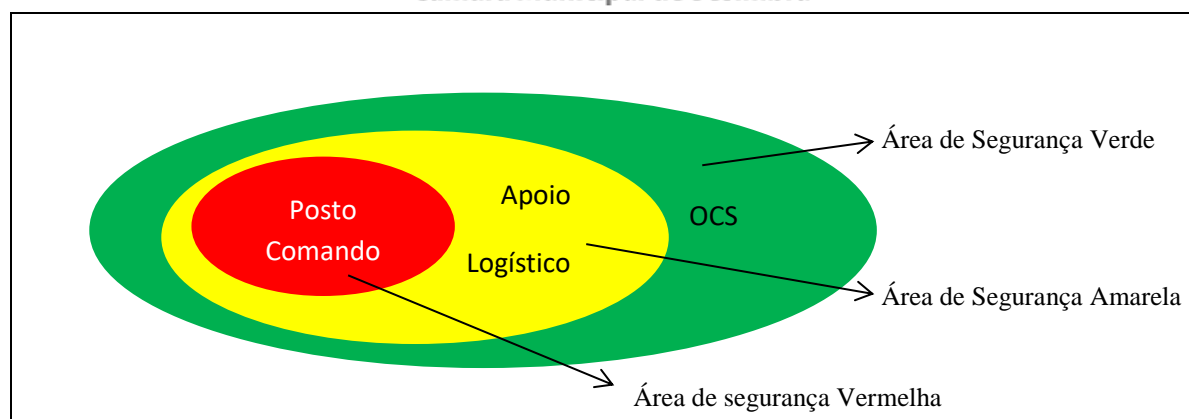 Área de Segurança Verde
Posto
Comando
Apoio
Logístico
OCS
Área de Segurança Amarela
Área de segurança Vermelha